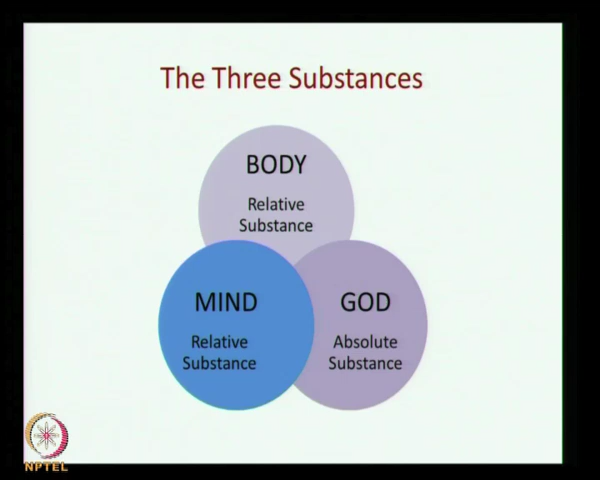 The Three Substances
BODY
Relative
Substance
MIND
Relative
Substance
GOD
Absolute
Substance
NPTEL